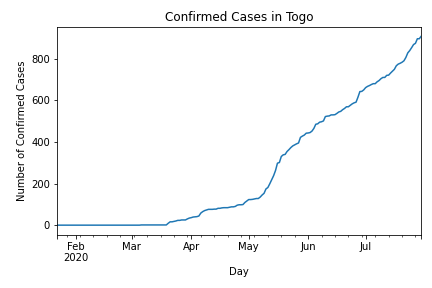 Confirmed Cases in Togo
Number of Confirmed Cases
800
600
400
200
0
Feb Mar Apr May Jun Jul
2020
Day